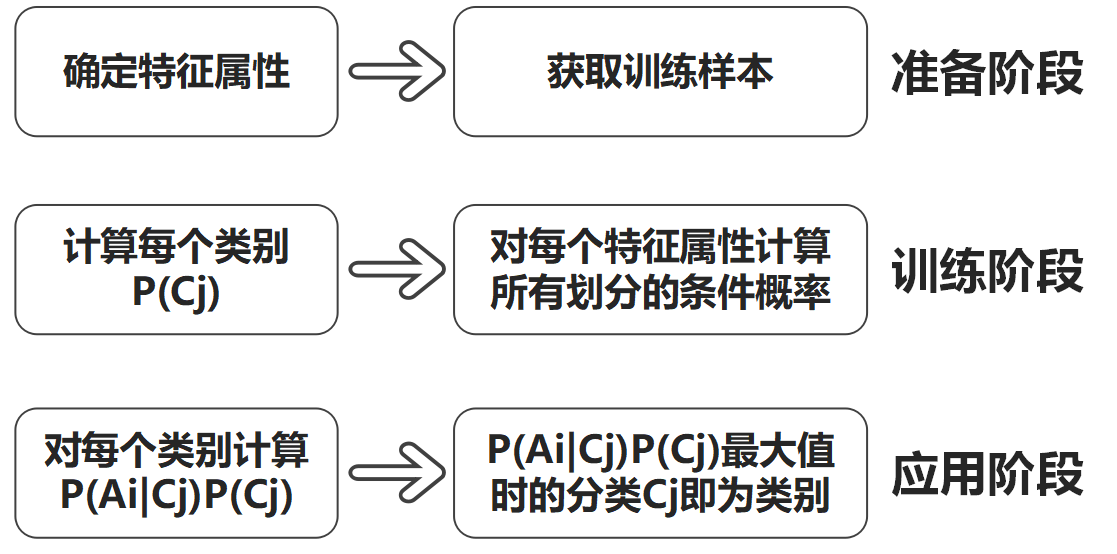 确定特征属性
获取训练样本
准备阶段
计算每个类别
P(Cj)
对每个特征属性计算
所有划分的条件概率
训练阶段
对每个类别计算
P(Ai|Cj)P(Cj)
P(Ai|Cj)P(Cj)最大值
时的分类Cj即为类别
应用阶段